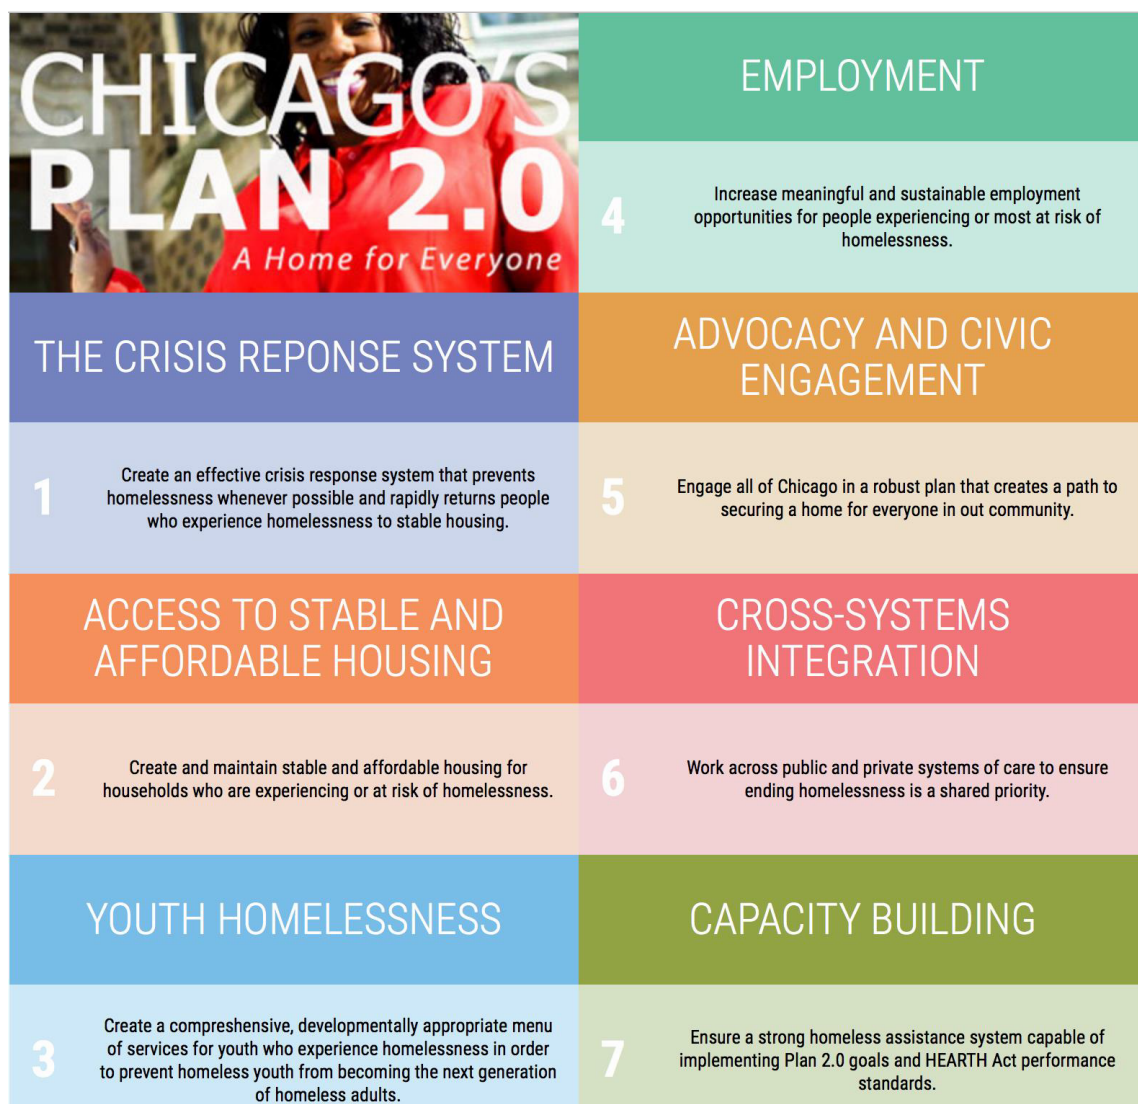 CHICAGO'S
PLAN 2.0
A Home for Everyone
THE CRISIS REPONSE SYSTEM
1
Create an effective crisis response system that prevents
homelessness whenever possible and rapidly returns people
who experience homelessness to stable housing.
ACCESS TO STABLE AND
AFFORDABLE HOUSING
2
Create and maintain stable and affordable housing for
households who are experiencing or at risk of homelessness.
YOUTH HOMELESSNESS
3
Create a compreshensive, developmentally appropriate menu
of services for youth who experience homelessness in order
to prevent homeless youth from becoming the next generation
of homeless adults.
EMPLOYMENT
4
Increase meaningful and sustainable employment
opportunities for people experiencing or most at risk of
homelessness.
ADVOCACY AND CIVIC
ENGAGEMENT
5
Engage all of Chicago in a robust plan that creates a path to
securing a home for everyone in out community.
CROSS-SYSTEMS
INTEGRATION
6
Work across public and private systems of care to ensure
ending homelessness is a shared priority.
CAPACITY BUILDING
7
Ensure a strong homeless assistance system capable of
implementing Plan 2.0 goals and HEARTH Act performance
standards.